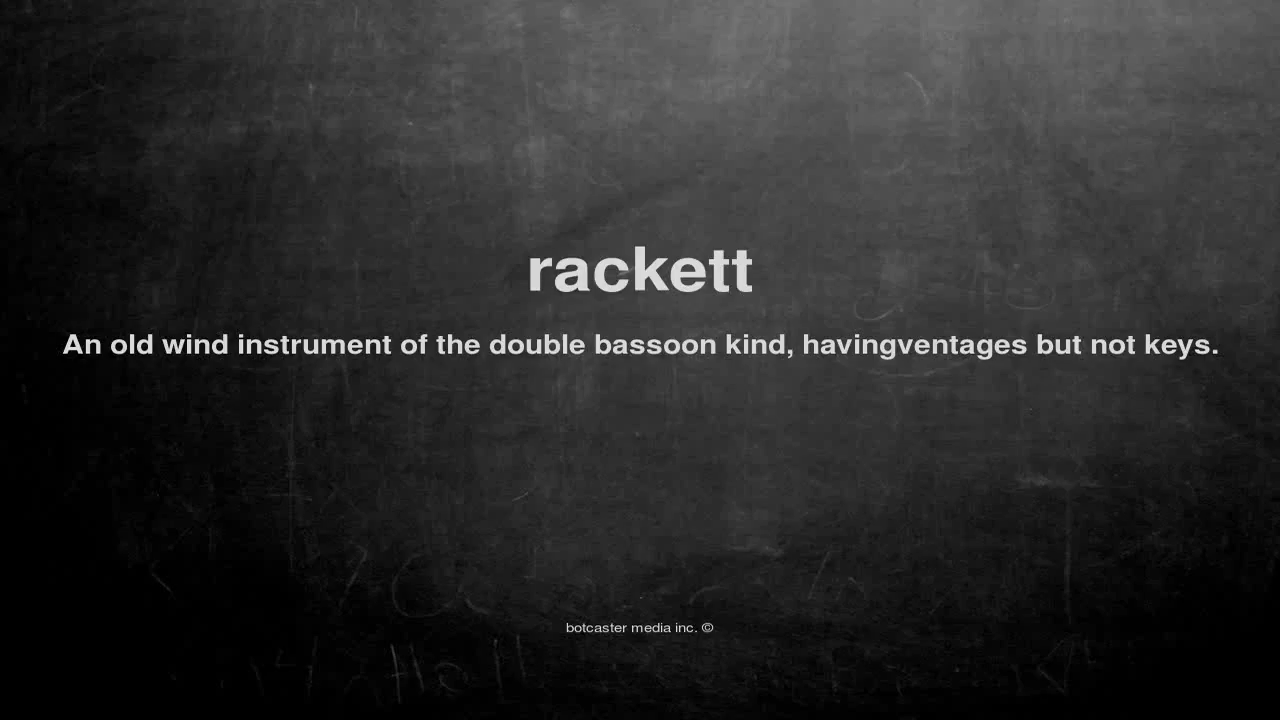 rackett
An old wind instrument of the double bassoon kind, havingventages but not keys.
botcaster media inc. ©